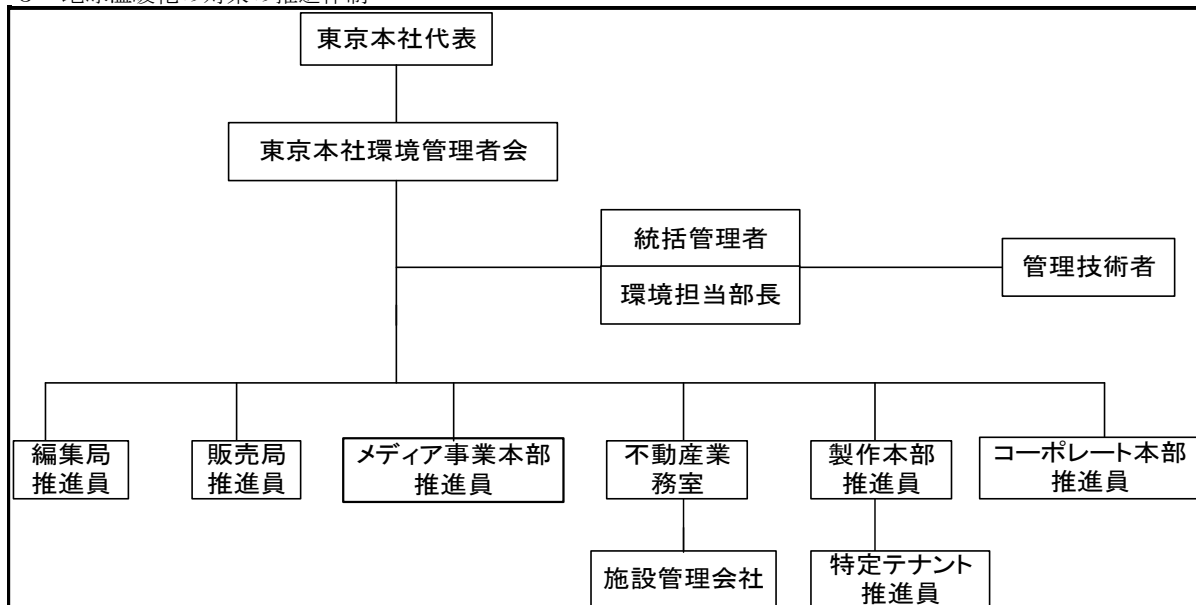 東京本社代表
東京本社環境管理者会
統括管理者
環境担当部長
管理技術者
編集局
推進員
販売局
推進員
メディア事業本部
推進員
不動産業
務室
製作本部
推進員
コーポレート本部
推進員
施設管理会社
特定テナント
推進員